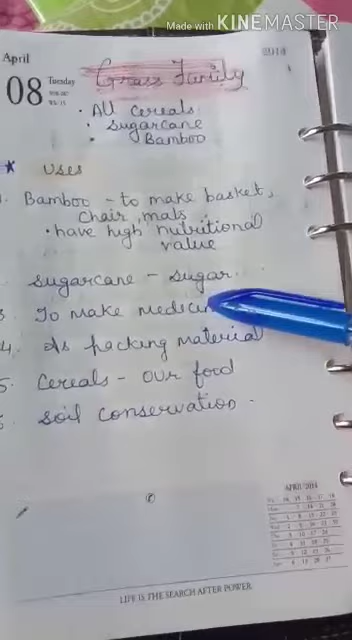 Made with KINEMASTER
April
2014
08
Tuesday
Grass Family
• All cereals
• Sugarcane
• Bamboo
* Uses
Bamboo - to make basket,
chair, mats
• have high nutritional
value
Sugarcane - Sugar.
3 To make medicin
4. As packing material
5. Cereals - our food
Soil conservation -
APRIL 2014
LIFE IS THE SEARCH AFTER POWER.